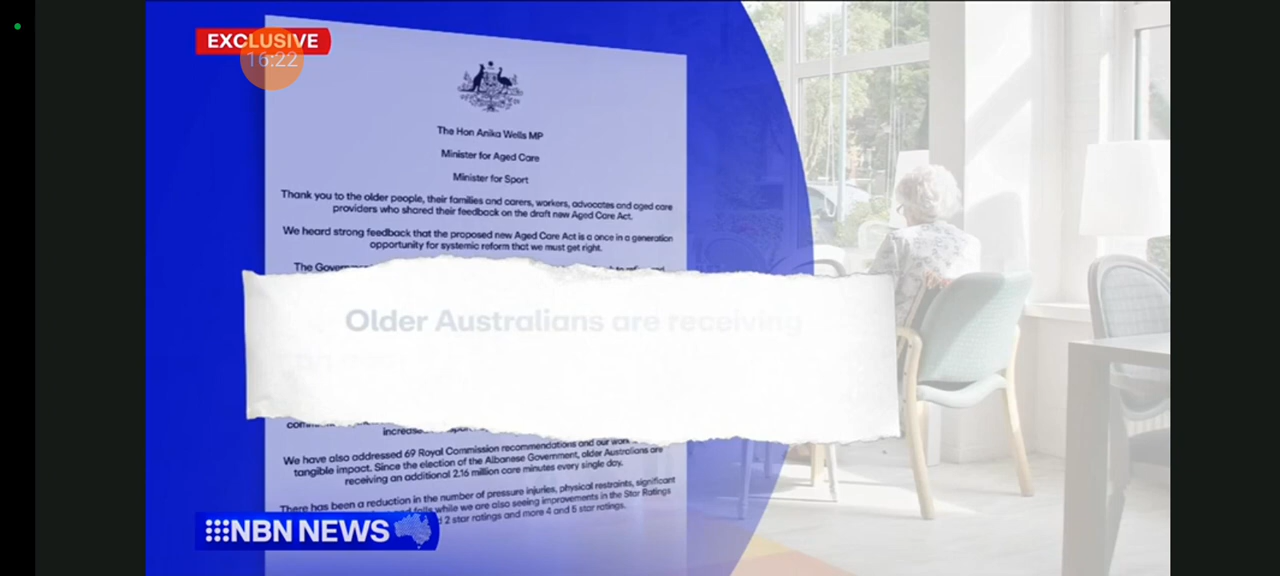 EXCLUSIVE
16:22
The Hon Anika Wells MP
Minister for Aged Care
Minister for Sport
Thank you to the older people, their families and carers, workers, advocates and aged care
providers who shared their feedback on the draft new Aged Care Act.
We heard strong feedback that the proposed new Aged Care Act is a once in a generation
opportunity for systemic reform that we must get right.
The
Older Australians are receiving
We have also addressed 69 Royal Commission recommendations and our work
tangible impact. Since the election of the Albanese Government, older Australians are
receiving an additional 2.16 million care minutes every single day.
There has been a reduction in the number of pressure injuries, physical restraints, significant
and falls while we are also seeing improvements in the Star Ratings
2 star ratings and more 4 and 5 star ratings.
NBN NEWS